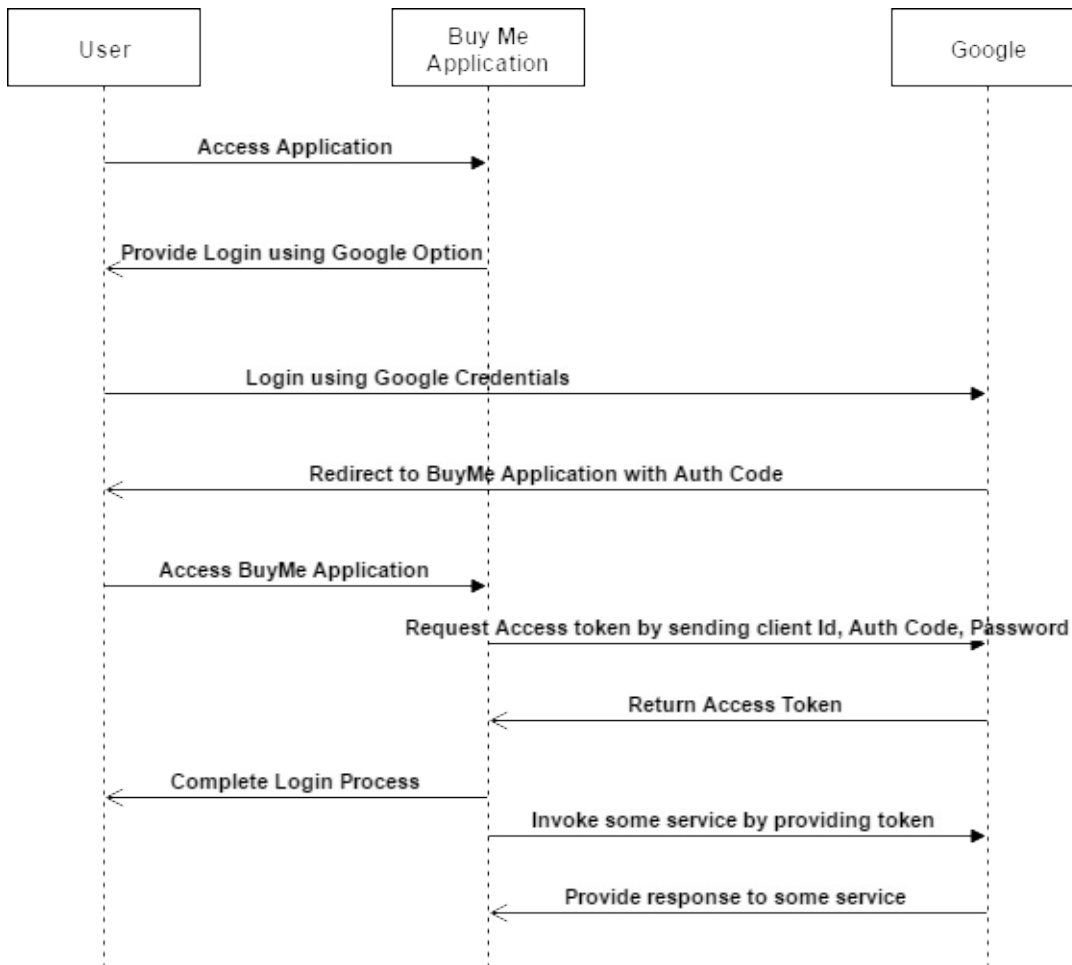 User
Buy Me
Application
Google
Access Application
Provide Login using Google Option
Login using Google Credentials
Redirect to BuyMe Application with Auth Code
Access BuyMe Application
Request Access token by sending client Id, Auth Code, Password
Return Access Token
Complete Login Process
Invoke some service by providing token
Provide response to some service